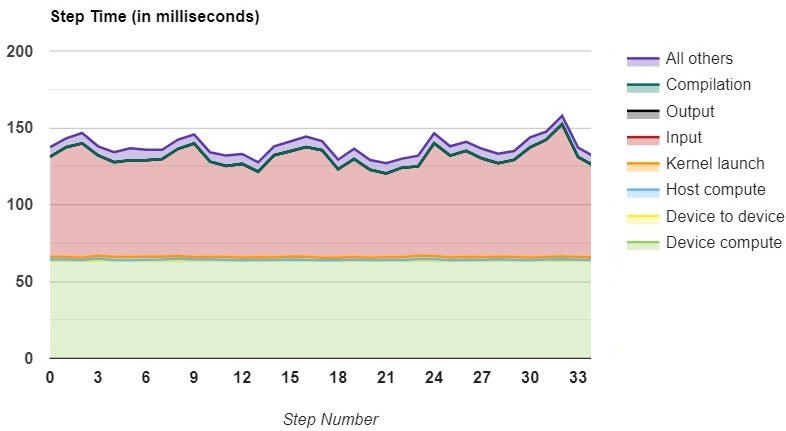 Step Time (in milliseconds)
200
150
100
50
0
0 3 6 9 12 15 18 21 24 27 30 33
Step Number
All others
Compilation
Output
Input
Kernel launch
Host compute
Device to device
Device compute